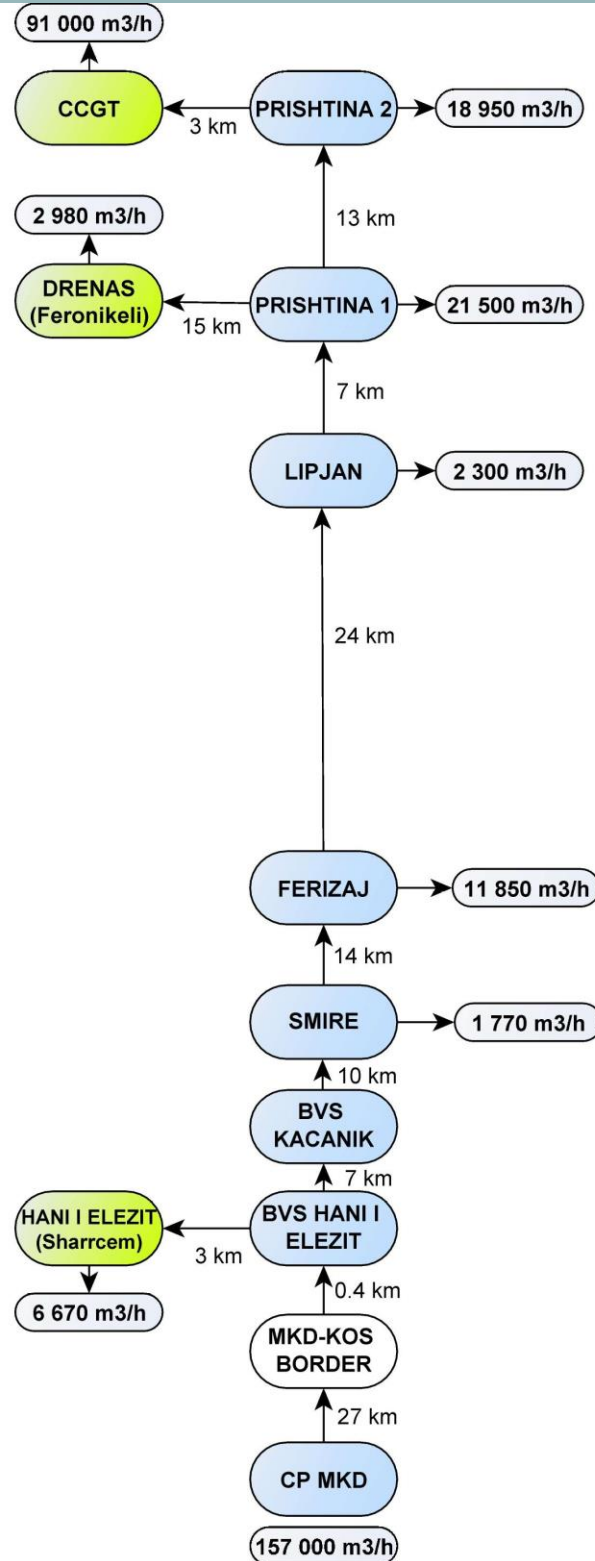 91 000 m3/h
CCGT
3 km
PRISHTINA 2
18 950 m3/h
13 km
2 980 m3/h
DRENAS
(Feronikeli)
15 km
PRISHTINA 1
21 500 m3/h
7 km
LIPJAN
2 300 m3/h
24 km
FERIZAJ
11 850 m3/h
14 km
SMIRE
1 770 m3/h
10 km
BVS
KACANIK
7 km
HANI I ELEZIT
(Sharrcem)
3 km
BVS HANI I
ELEZIT
6 670 m3/h
0.4 km
MKD-KOS
BORDER
27 km
CP MKD
157 000 m3/h